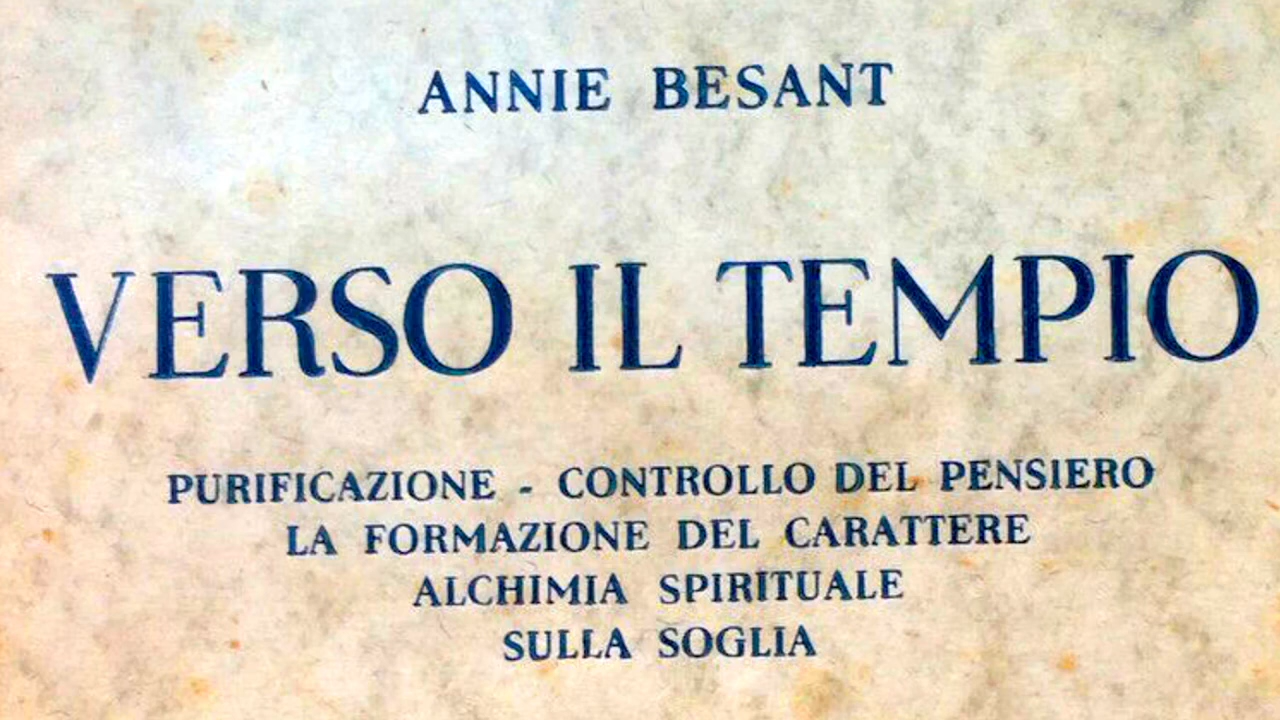 ANNIE BESANT
VERSO IL TEMPIO
PURIFICAZIONE - CONTROLLO DEL PENSIERO
LA FORMAZIONE DEL CARATTERE
ALCHIMIA SPIRITUALE
SULLA SOGLIA